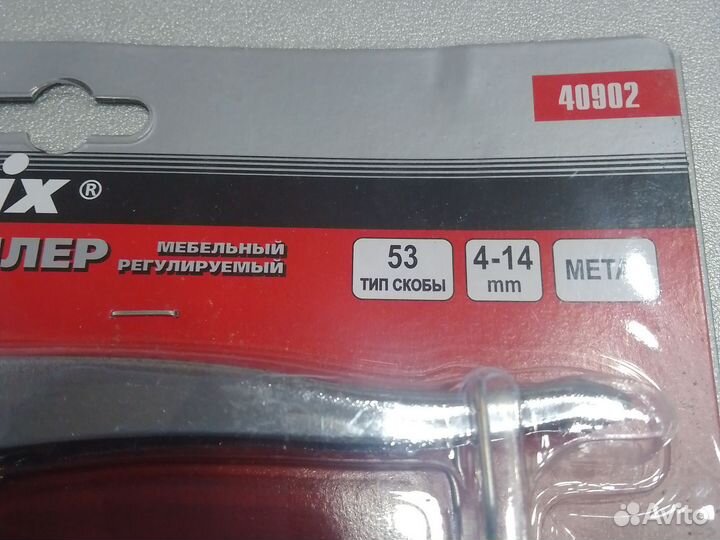 40902
ix ®
ЛЕР
МЕБЕЛЬНЫЙ
РЕГУЛИРУЕМЫЙ
53
ТИП СКОБЫ
4-14
mm
МЕТА
Avito